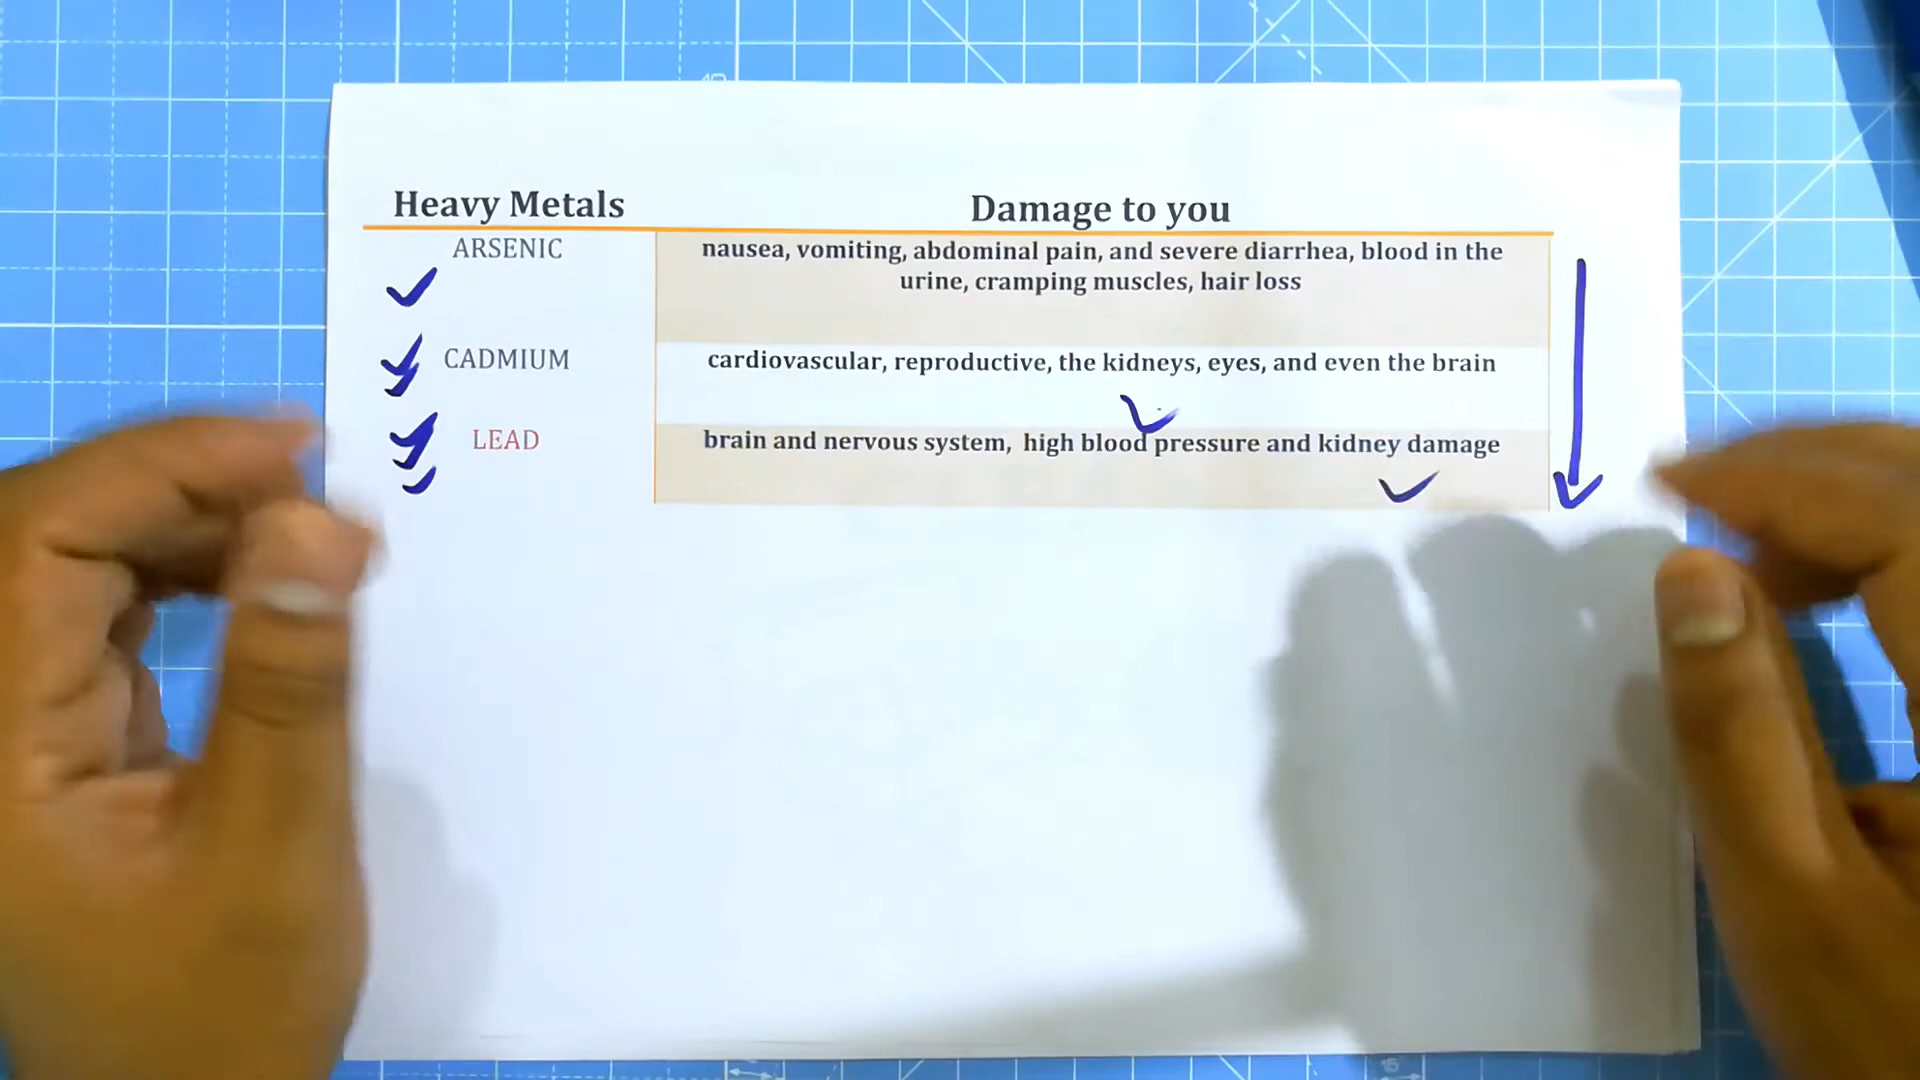 Heavy Metals Damage to you
ARSENIC nausea, vomiting, abdominal pain, and severe diarrhea, blood in the
urine, cramping muscles, hair loss
CADMIUM cardiovascular, reproductive, the kidneys, eyes, and even the brain
LEAD brain and nervous system, high blood pressure and kidney damage